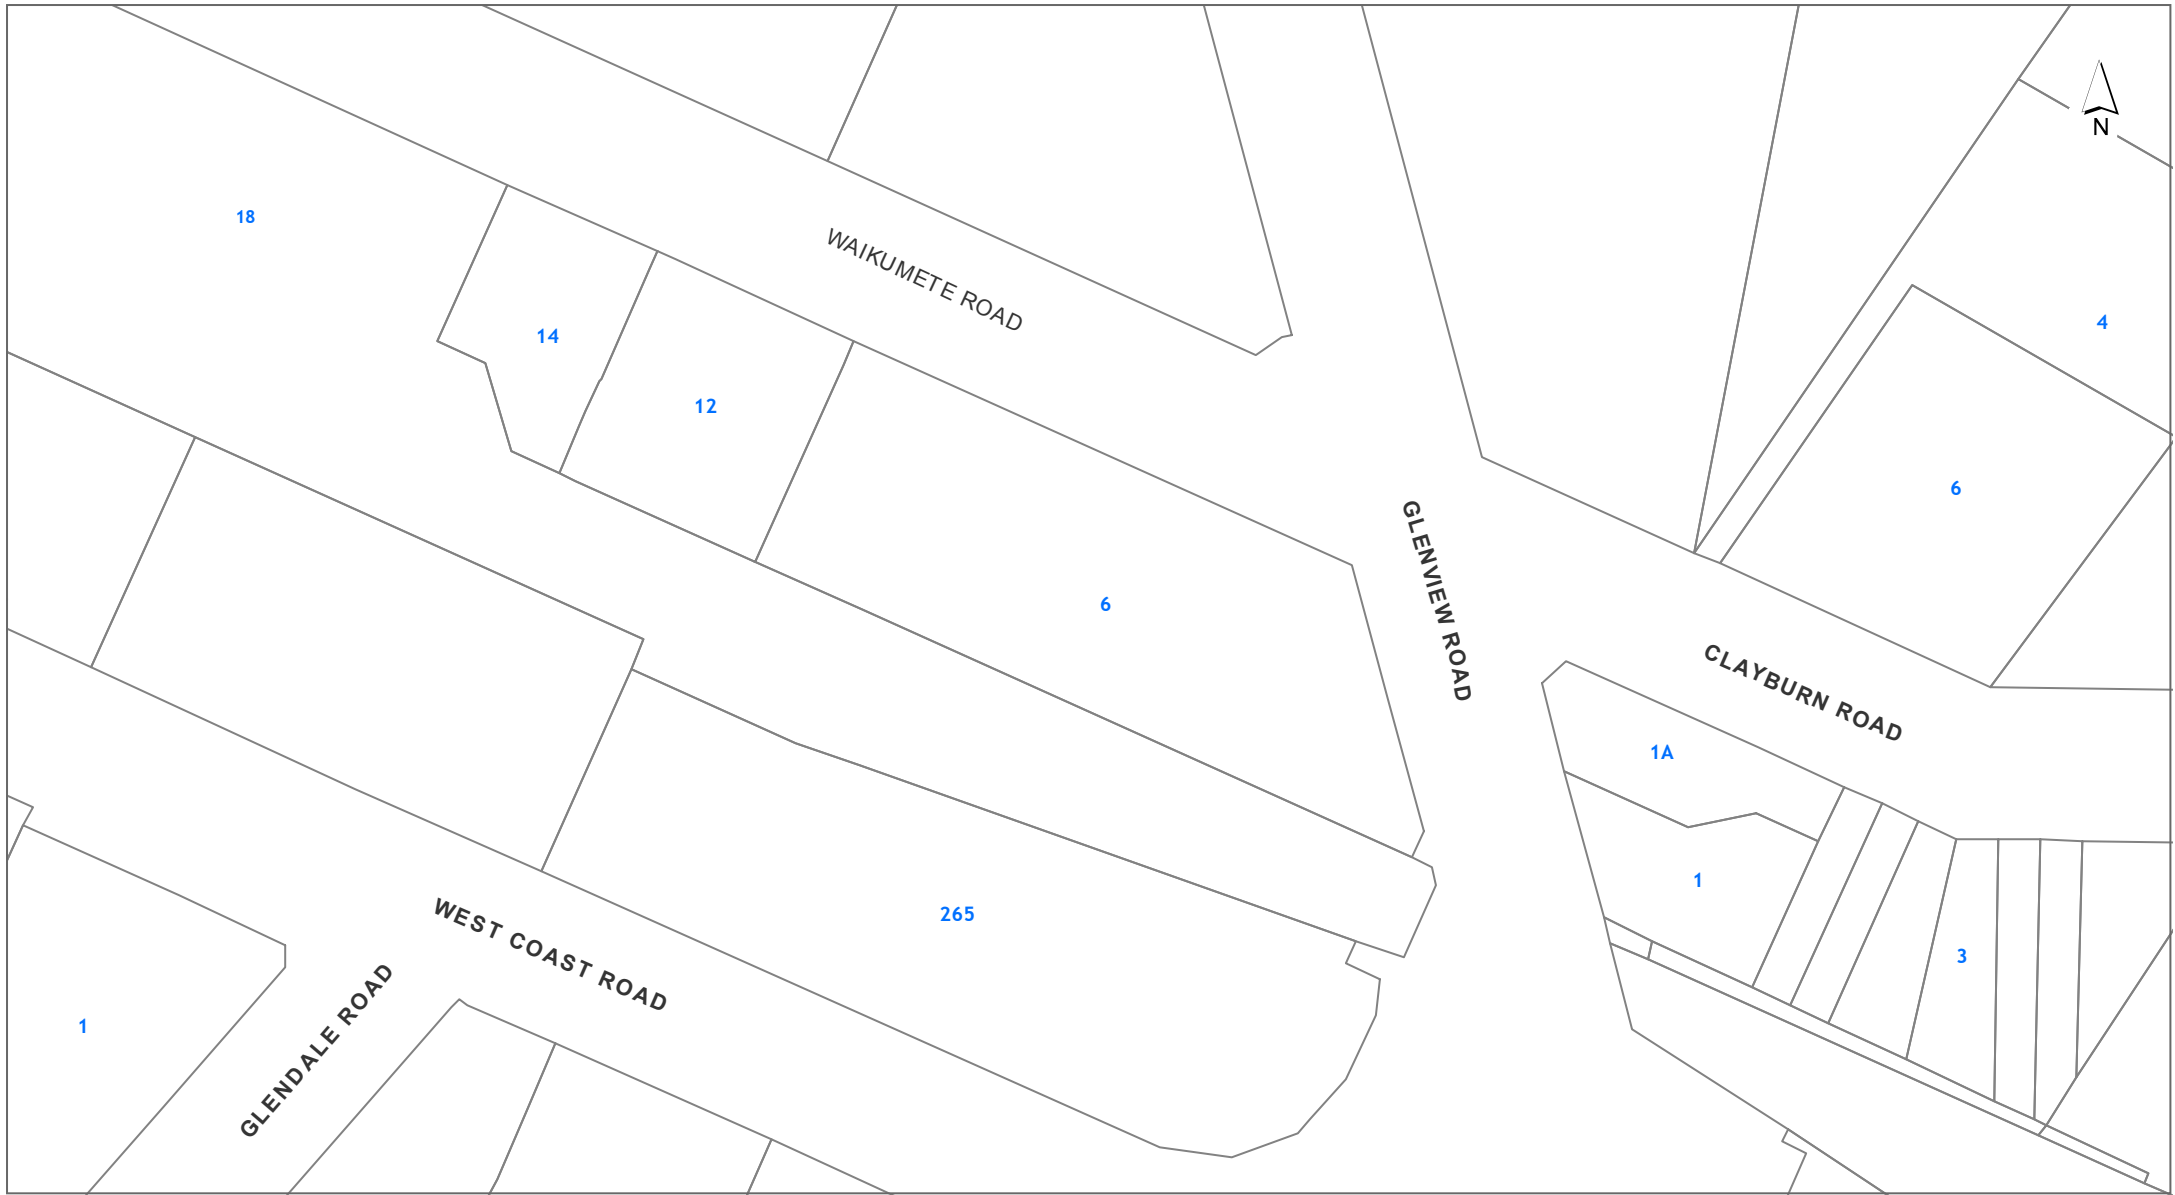 N
18
WAIKUMETE ROAD
14
4
12
6
GLENVIEW ROAD
6
CLAYBURN ROAD
1A
1
265
WEST COAST ROAD
3
GLENDALE ROAD
1